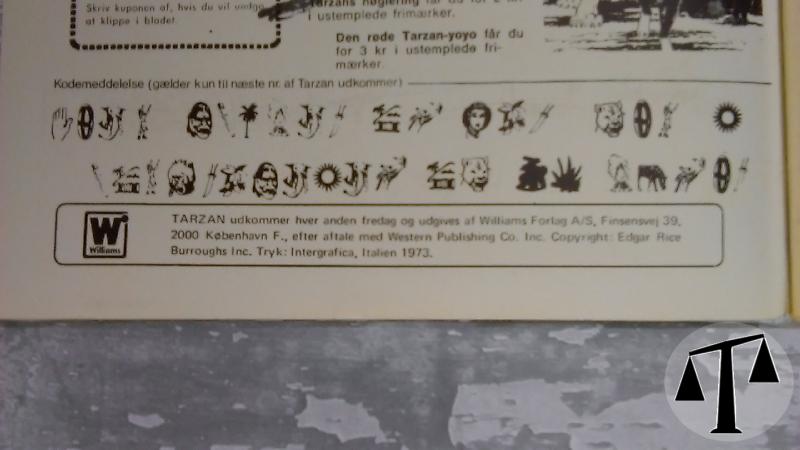 Skriv kuponen af, hvis du vil undgå
at klippe i bladet.
Tarzans nøglering får du for 2 kr
i ustemplede frimærker.
Den røde Tarzan-yoyo får du
for 3 kr i ustemplede fri-
mærker.
Kodemeddelelse (gælder kun til næste nr. af Tarzan udkommer)
W
Williams
TARZAN udkommer hver anden fredag og udgives af Williams Forlag A/S, Finsensvej 39,
2000 København F., efter aftale med Western Publishing Co. Inc. Copyright: Edgar Rice
Burroughs Inc. Tryk: Intergrafica, Italien 1973.